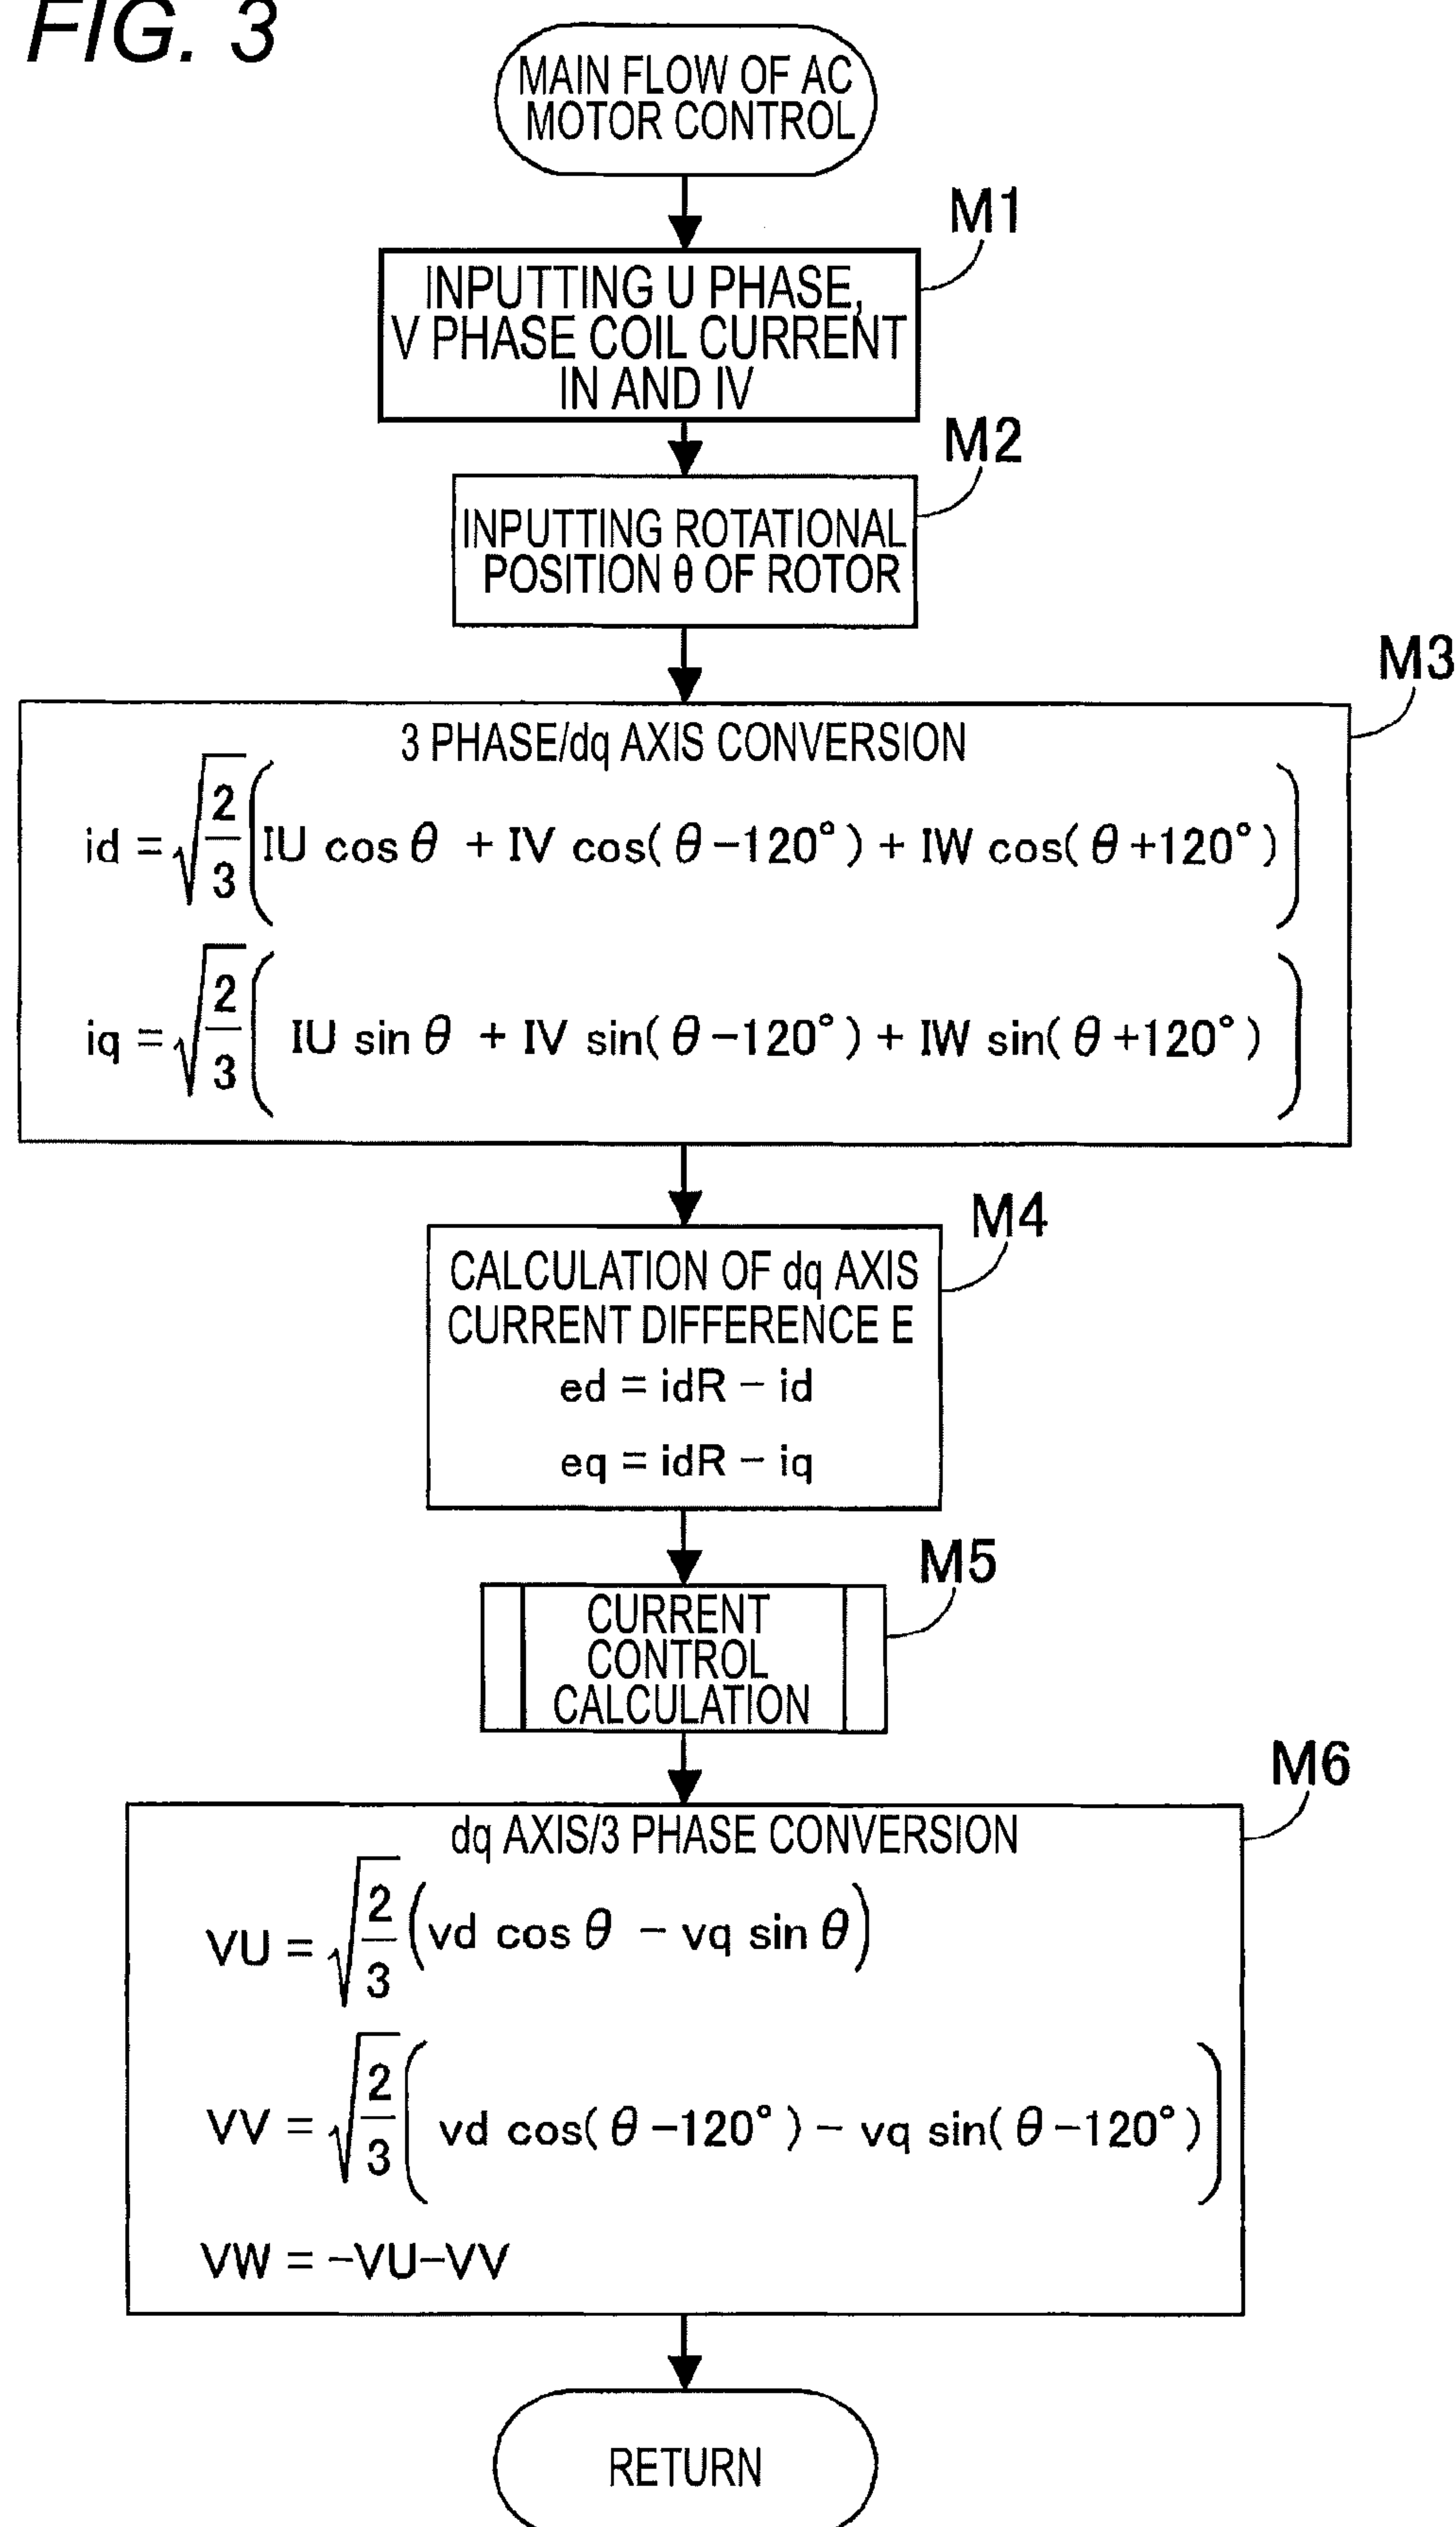 FIG. 3
MAIN FLOW OF AC
MOTOR CONTROL
M1
INPUTTING U PHASE,
V PHASE COIL CURRENT
IN AND IV
M2
INPUTTING ROTATIONAL
POSITION θ OF ROTOR
M3
3 PHASE/dq AXIS CONVERSION
id = √2/3 (IU cos θ + IV cos(θ−120°) + IW cos(θ+120°))
iq = √2/3 (IU sin θ + IV sin(θ−120°) + IW sin(θ+120°))
M4
CALCULATION OF dq AXIS
CURRENT DIFFERENCE E
ed = idR − id
eq = idR − iq
M5
CURRENT
CONTROL
CALCULATION
M6
dq AXIS/3 PHASE CONVERSION
VU = √2/3 (vd cos θ − vq sin θ)
VV = √2/3 (vd cos(θ−120°) − vq sin(θ−120°))
VW = −VU−VV
RETURN